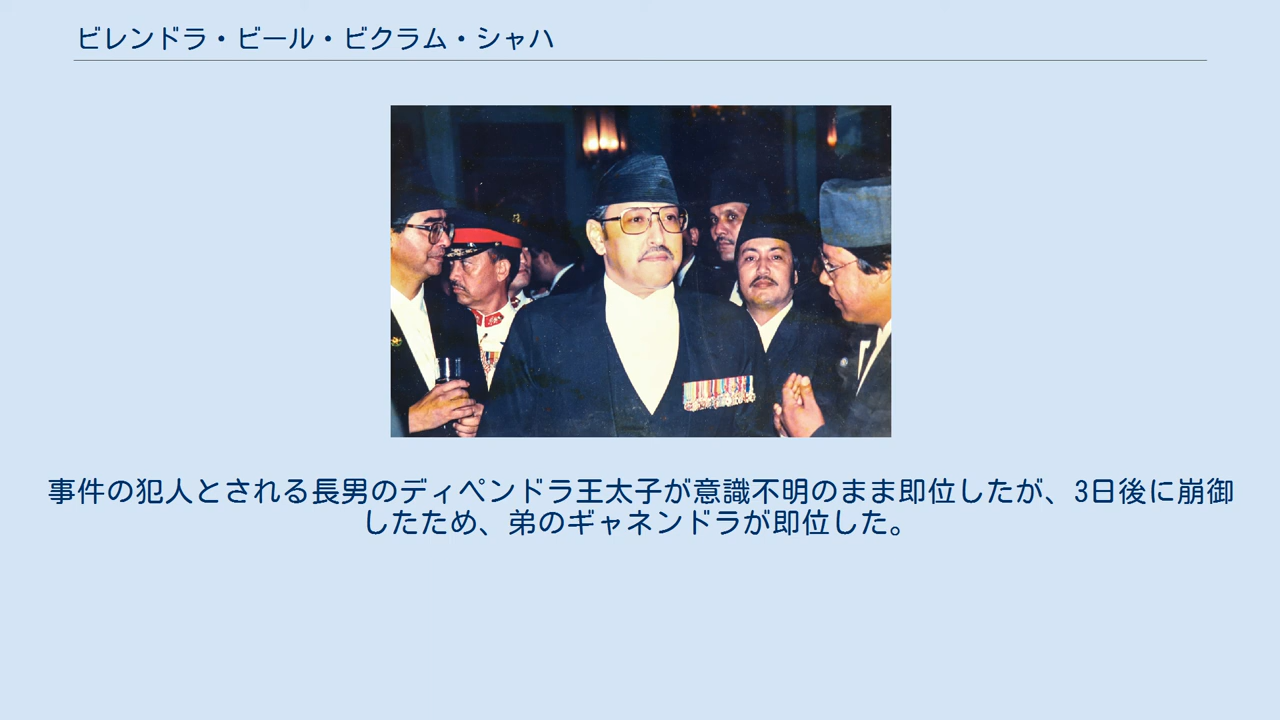 ビレンドラ・ビール・ビクラム・シャハ
事件の犯人とされる長男のディペンドラ王太子が意識不明のまま即位したが、3日後に崩御
したため、弟のギャネンドラが即位した。